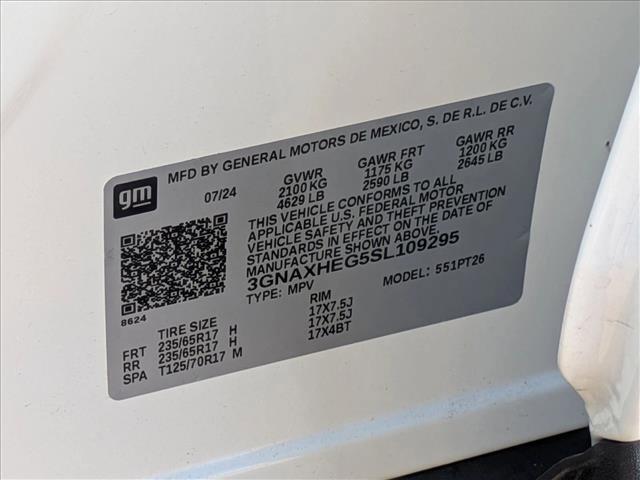 gm
MFD BY GENERAL MOTORS DE MEXICO, S. DE R.L. DE C.V.
07/24
GVWR
2100 KG
4629 LB
GAWR FRT
1175 KG
2590 LB
GAWR RR
1200 KG
2645 LB
THIS VEHICLE CONFORMS TO ALL
APPLICABLE U.S. FEDERAL MOTOR
VEHICLE SAFETY AND THEFT PREVENTION
STANDARDS IN EFFECT ON THE DATE OF
MANUFACTURE SHOWN ABOVE.
3GNAXHEG5SL109295
TYPE: MPV
MODEL: 551PT26
8624
TIRE SIZE RIM
FRT 235/65R17 H 17X7.5J
RR 235/65R17 H 17X7.5J
SPA T125/70R17 M 17X4BT